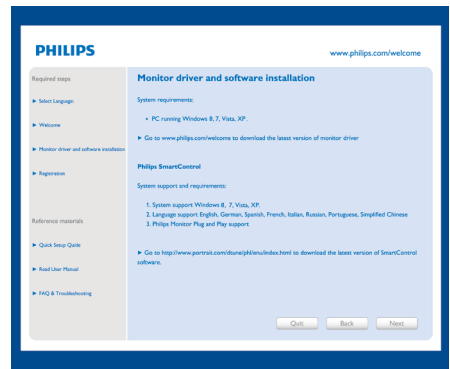 PHILIPS
www.philips.com/welcome
Required steps
Select Language:
Welcome
Monitor driver and software installation
Registration
Reference materials
Quick Setup Quide
Read User Manual
FAQ & Troubleshooting
Monitor driver and software installation
System requirements:
• PC running Windows 8, 7, Vista, XP.
Go to www.philips.com/welcome to download the latest version of monitor driver
Philips SmartControl
System support and requirements:
1. System support Windows 8, 7, Vista, XP.
2. Language support English, German, Spanish, French, Italian, Russian, Portuguese, Simplified Chinese
3. Philips Monitor Plug and Play support
Go to http://www.portrait.com/dtune/phl/enu/index.html to download the latest version of SmartControl
software.
Quit
Back
Next